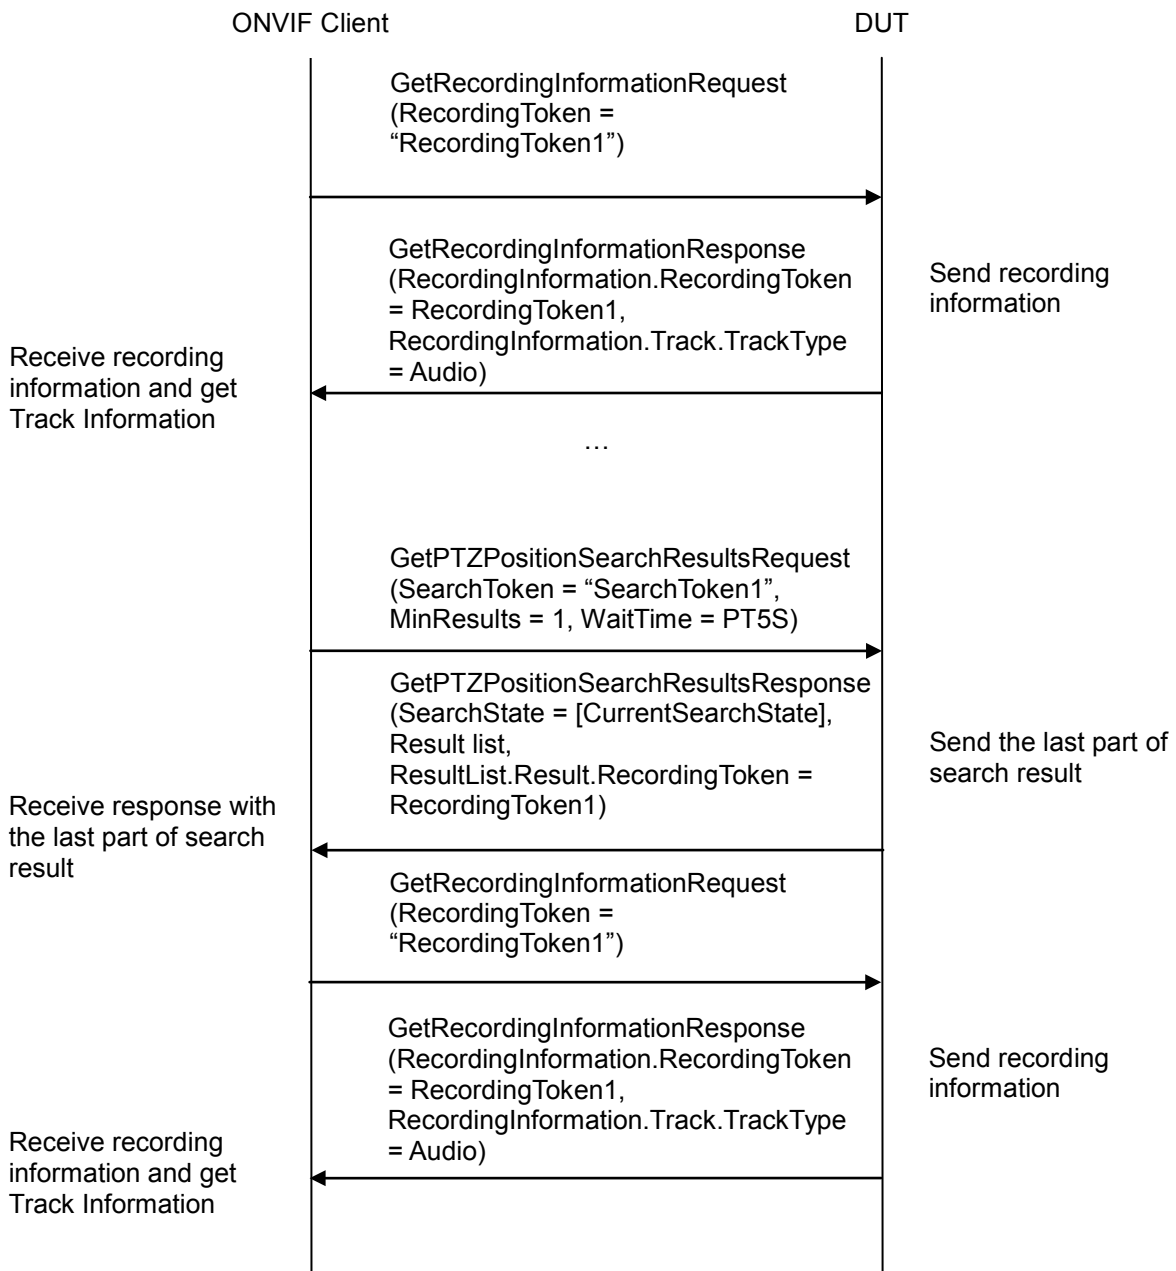 ONVIF Client
DUT
GetRecordingInformationRequest
(RecordingToken =
“RecordingToken1”)
GetRecordingInformationResponse
(RecordingInformation.RecordingToken
= RecordingToken1,
RecordingInformation.Track.TrackType
= Audio)
Send recording
information
Receive recording
information and get
Track Information
…
GetPTZPositionSearchResultsRequest
(SearchToken = “SearchToken1”,
MinResults = 1, WaitTime = PT5S)
GetPTZPositionSearchResultsResponse
(SearchState = [CurrentSearchState],
Result list,
ResultList.Result.RecordingToken =
RecordingToken1)
Send the last part of
search result
Receive response with
the last part of search
result
GetRecordingInformationRequest
(RecordingToken =
“RecordingToken1”)
GetRecordingInformationResponse
(RecordingInformation.RecordingToken
= RecordingToken1,
RecordingInformation.Track.TrackType
= Audio)
Send recording
information
Receive recording
information and get
Track Information